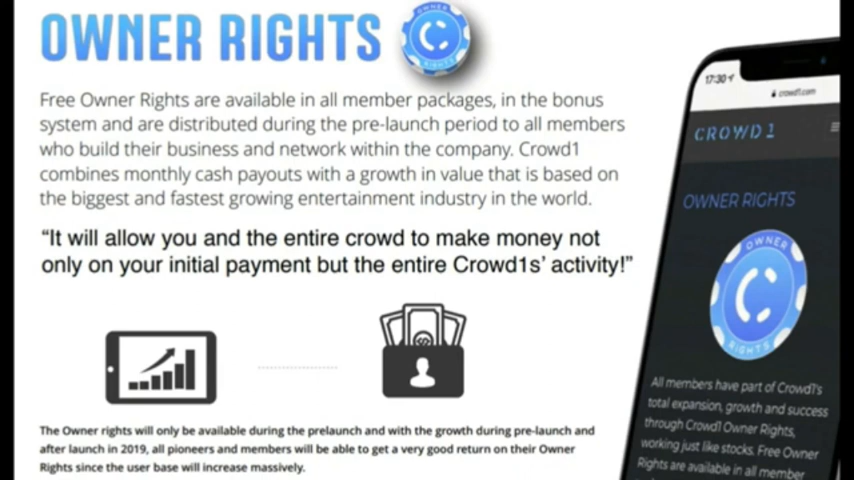 OWNER RIGHTS
OWNER
RIGHTS
Free Owner Rights are available in all member packages, in the bonus
system and are distributed during the pre-launch period to all members
who build their business and network within the company. Crowd1
combines monthly cash payouts with a growth in value that is based on
the biggest and fastest growing entertainment industry in the world.
“It will allow you and the entire crowd to make money not
only on your initial payment but the entire Crowd1s’ activity!”
The Owner rights will only be available during the prelaunch and with the growth during pre-launch and
after launch in 2019, all pioneers and members will be able to get a very good return on their Owner
Rights since the user base will increase massively.
17:30
crowd1.com
CROWD1
OWNER RIGHTS
OWNER
RIGHTS
All members have part of Crowd1's
total expansion, growth and success
through Crowd1 Owner Rights,
working just like stocks. Free Owner
Rights are available in all member